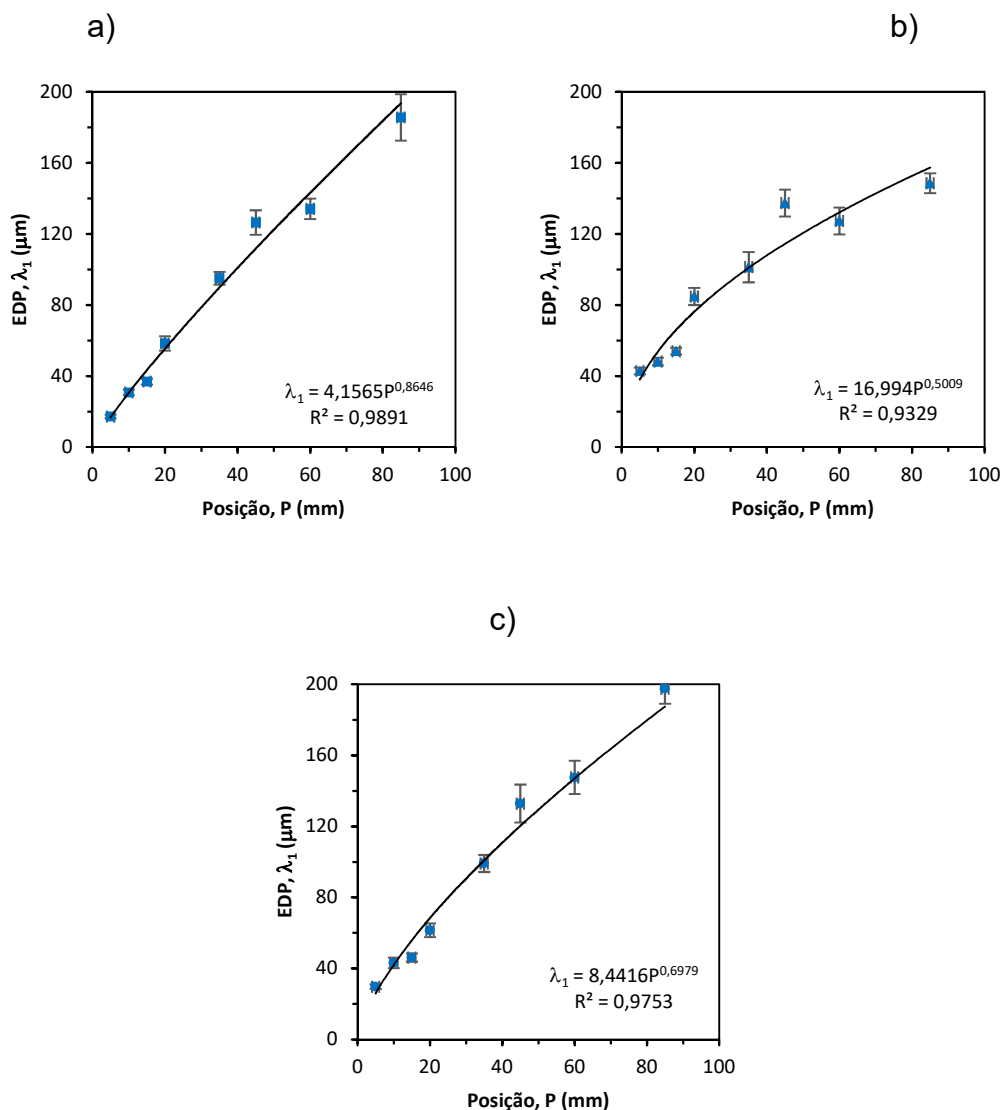 a)
b)
200
160
120
80
40
0
EDP, λ₁ (μm)
λ₁ = 4,1565P^0,8646
R² = 0,9891
0 20 40 60 80 100
Posição, P (mm)
200
160
120
80
40
0
EDP, λ₁ (μm)
λ₁ = 16,994P^0,5009
R² = 0,9329
0 20 40 60 80 100
Posição, P (mm)
c)
200
160
120
80
40
0
EDP, λ₁ (μm)
λ₁ = 8,4416P^0,6979
R² = 0,9753
0 20 40 60 80 100
Posição, P (mm)